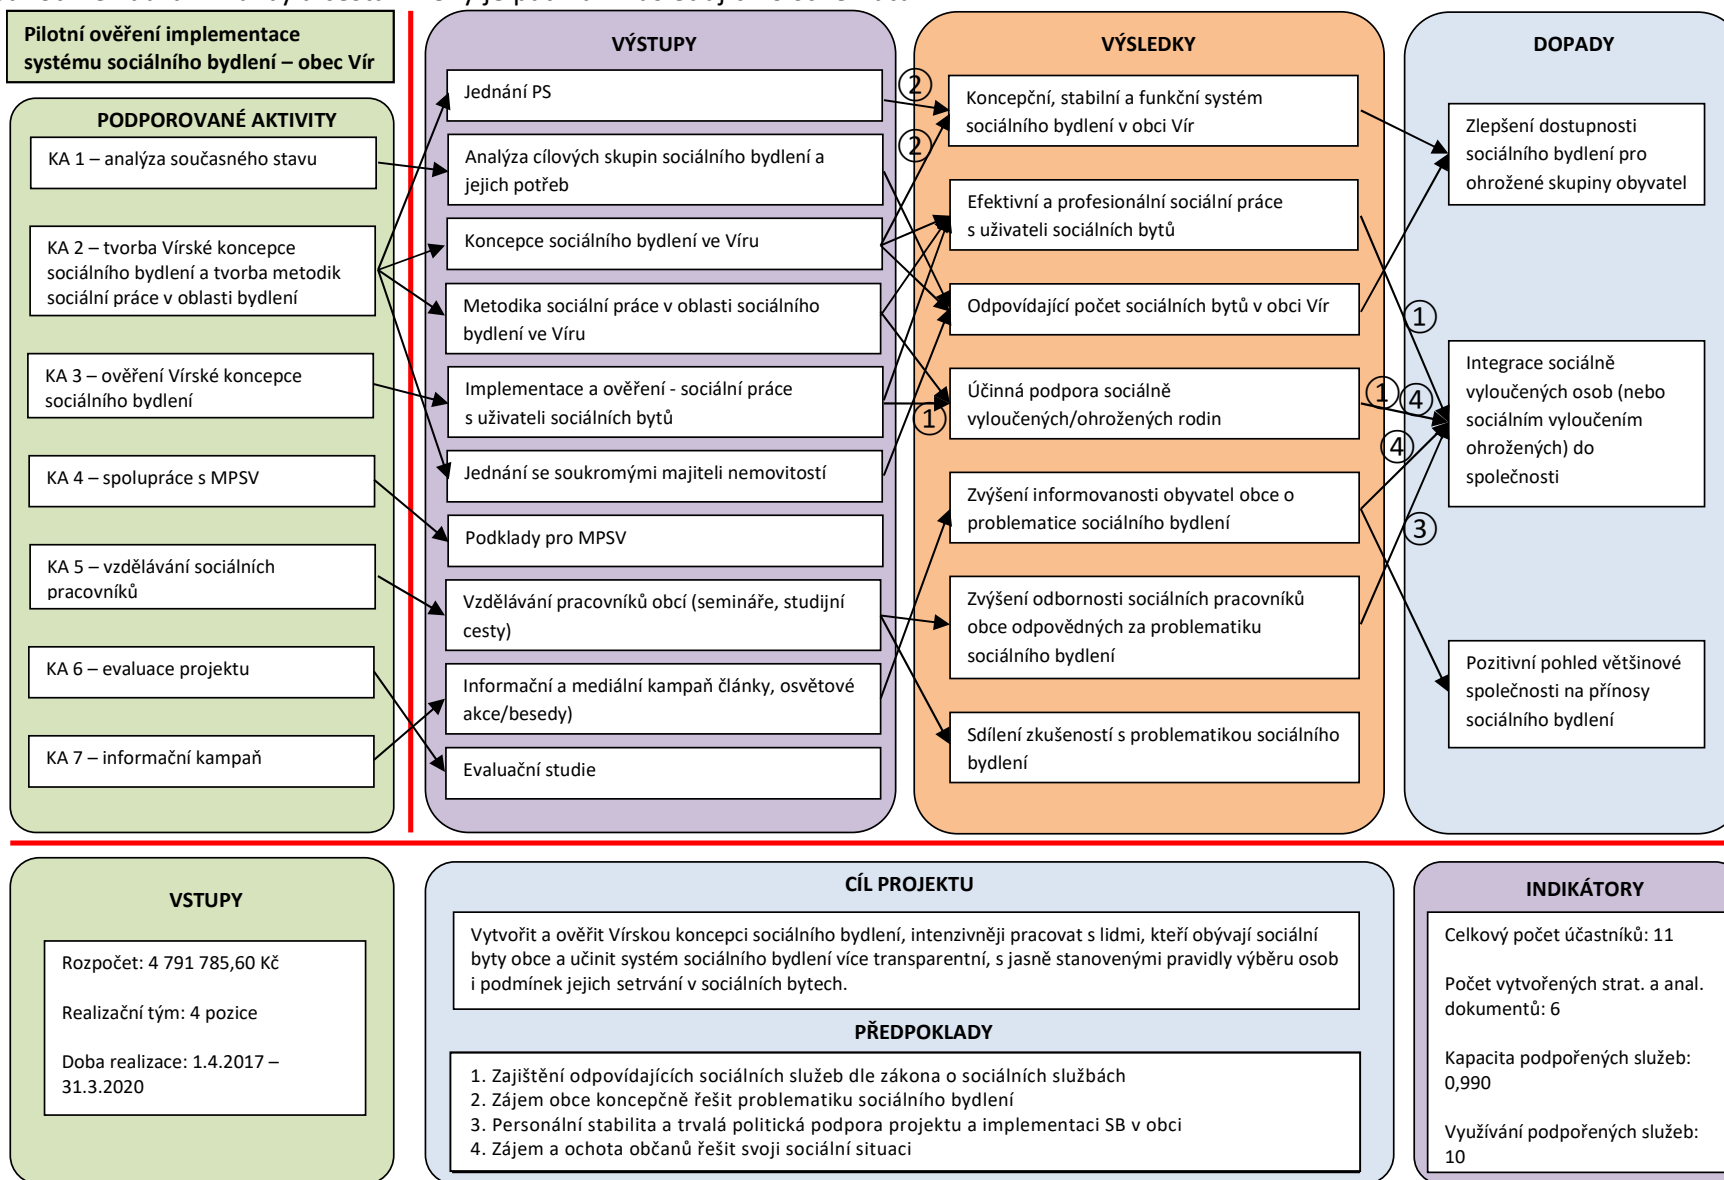 Pilotní ověření implementace
systému sociálního bydlení – obec Vír
PODPOROVANÉ AKTIVITY
KA 1 – analýza současného stavu
KA 2 – tvorba Vírské koncepce
sociálního bydlení a tvorba metodik
sociální práce v oblasti bydlení
KA 3 – ověření Vírské koncepce
sociálního bydlení
KA 4 – spolupráce s MPSV
KA 5 – vzdělávání sociálních
pracovníků
KA 6 – evaluace projektu
KA 7 – informační kampaň
VÝSTUPY
Jednání PS
Analýza cílových skupin sociálního bydlení a
jejich potřeb
Koncepce sociálního bydlení ve Víru
Metodika sociální práce v oblasti sociálního
bydlení ve Víru
Implementace a ověření - sociální práce
s uživateli sociálních bytů
Jednání se soukromými majiteli nemovitostí
Podklady pro MPSV
Vzdělávání pracovníků obcí (semináře, studijní
cesty)
Informační a mediální kampaň články, osvětové
akce/besedy)
Evaluační studie
2
2
1
VÝSLEDKY
Koncepční, stabilní a funkční systém
sociálního bydlení v obci Vír
Efektivní a profesionální sociální práce
s uživateli sociálních bytů
Odpovídající počet sociálních bytů v obci Vír
Účinná podpora sociálně
vyloučených/ohrožených rodin
Zvýšení informovanosti obyvatel obce o
problematice sociálního bydlení
Zvýšení odbornosti sociálních pracovníků
obce odpovědných za problematiku
sociálního bydlení
Sdílení zkušeností s problematikou sociálního
bydlení
1
1 4
4
3
DOPADY
Zlepšení dostupnosti
sociálního bydlení pro
ohrožené skupiny obyvatel
Integrace sociálně
vyloučených osob (nebo
sociálním vyloučením
ohrožených) do
společnosti
Pozitivní pohled většinové
společnosti na přínosy
sociálního bydlení
VSTUPY
Rozpočet: 4 791 785,60 Kč
Realizační tým: 4 pozice
Doba realizace: 1.4.2017 –
31.3.2020
CÍL PROJEKTU
Vytvořit a ověřit Vírskou koncepci sociálního bydlení, intenzivněji pracovat s lidmi, kteří obývají sociální
byty obce a učinit systém sociálního bydlení více transparentní, s jasně stanovenými pravidly výběru osob
i podmínek jejich setrvání v sociálních bytech.
PŘEDPOKLADY
1. Zajištění odpovídajících sociálních služeb dle zákona o sociálních službách
2. Zájem obce koncepčně řešit problematiku sociálního bydlení
3. Personální stabilita a trvalá politická podpora projektu a implementaci SB v obci
4. Zájem a ochota občanů řešit svoji sociální situaci
INDIKÁTORY
Celkový počet účastníků: 11
Počet vytvořených strat. a anal.
dokumentů: 6
Kapacita podpořených služeb:
0,990
Využívání podpořených služeb:
10